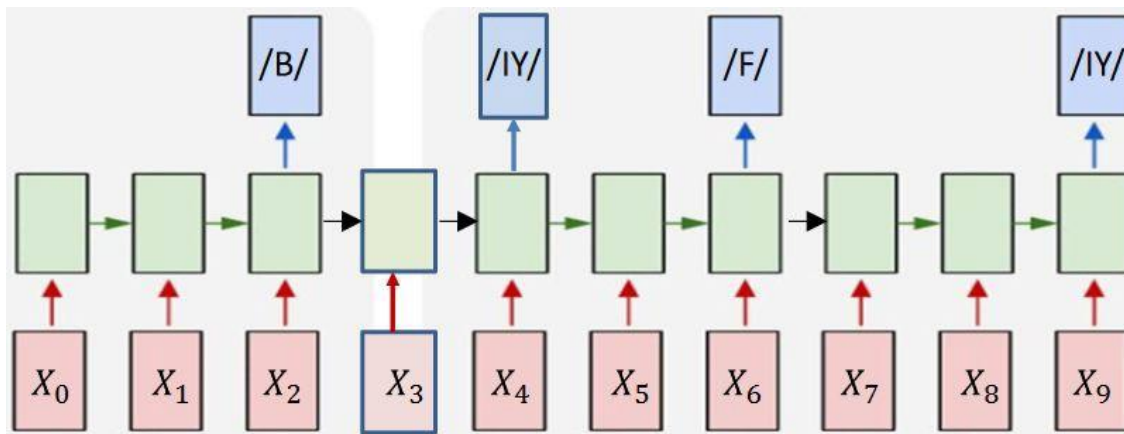 /B/ /IY/ /F/ /IY/
X₀ X₁ X₂ X₃ X₄ X₅ X₆ X₇ X₈ X₉